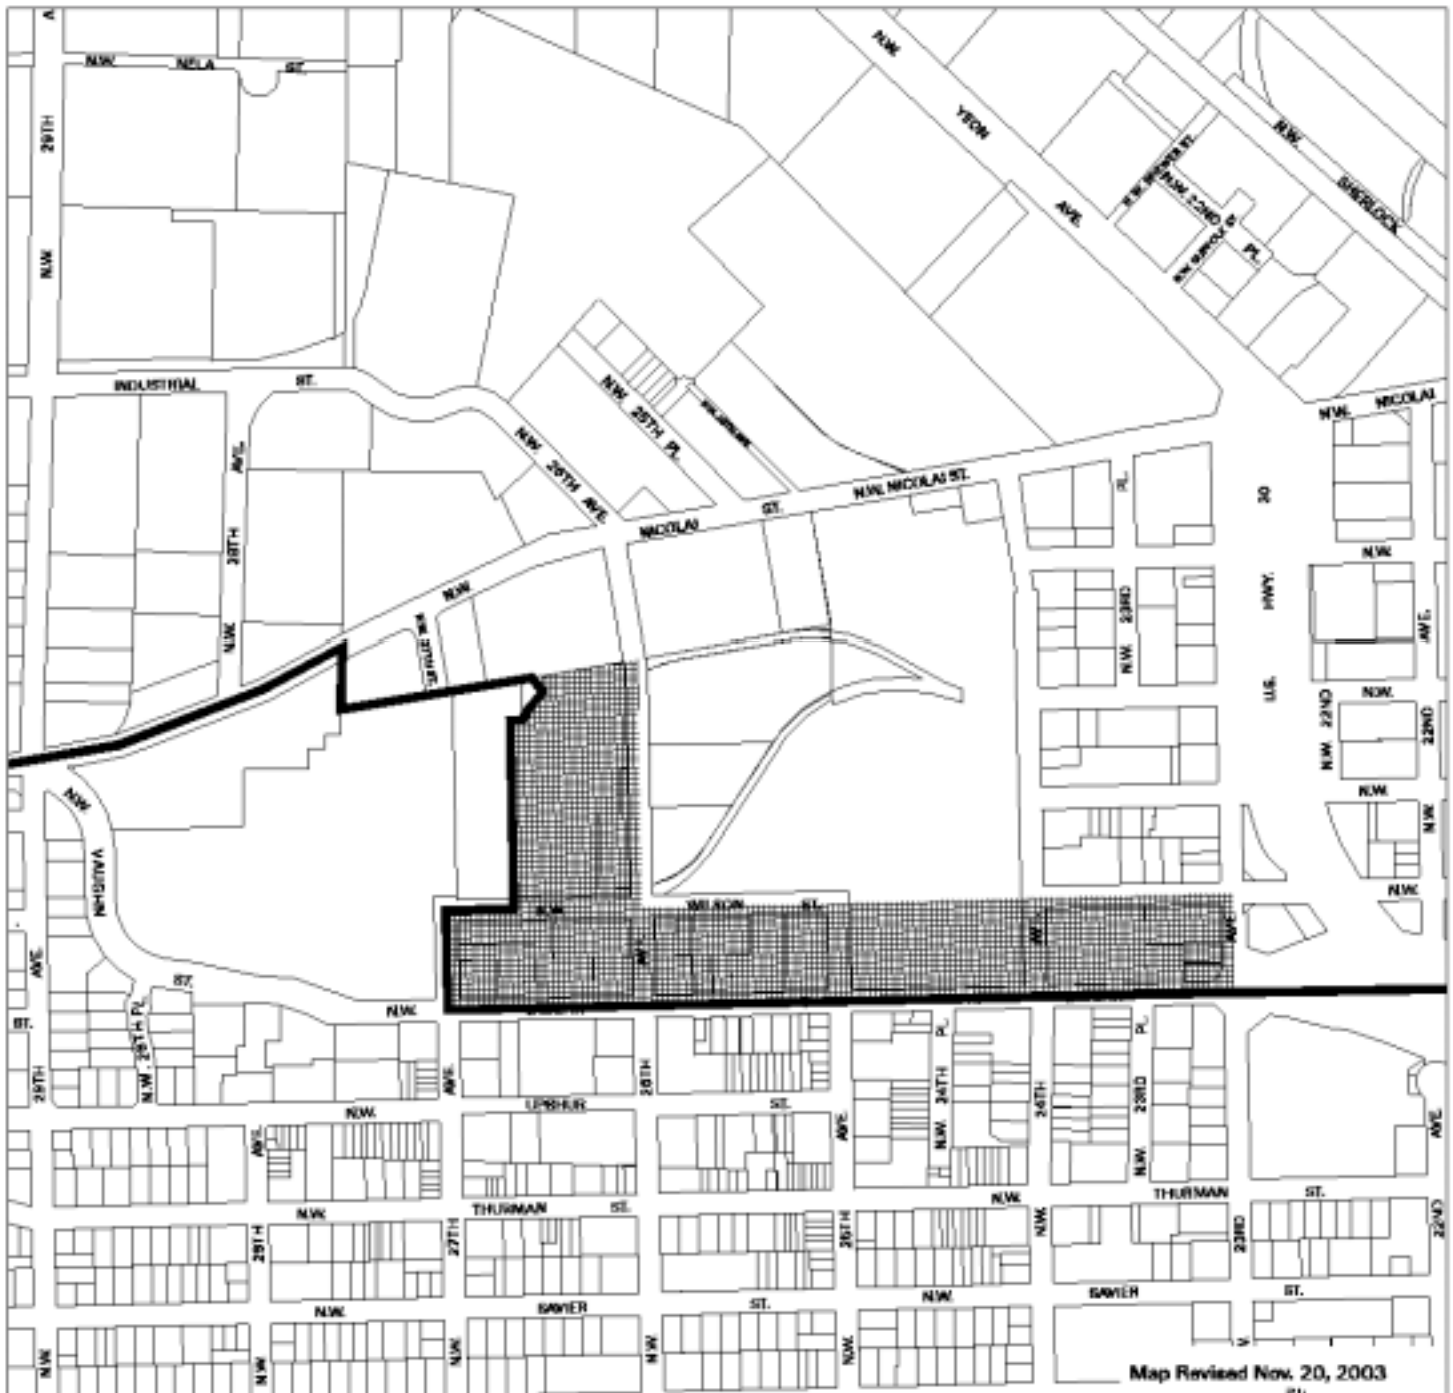 N.W. NELA ST.
29TH
N.W.
N.W.
YEON
AVE.
N.W.
SHERLOCK
N.W. 22ND
PL.
INDUSTRIAL ST.
N.W. 25TH PL.
N.W. 26TH AVE.
N.W. NICOLAI
N.W. NICOLAI ST.
NICOLAI ST.
N.W.
28TH
AVE.
N.W.
PL.
23RD
N.W.
30
HWY.
U.S.
N.W.
AVE.
N.W.
N.W. 22ND
22ND
N.W.
N.W.
N.W.
N.W.
VAUGHN
ST.
N.W.
WILSON ST.
AVE.
ST.
29TH
N.W. 29TH PL.
AVE.
26TH
PL.
24TH
N.W.
24TH
PL.
23RD
N.W.
N.W. UPSHUR ST.
AVE.
AVE.
AVE.
N.W. THURMAN ST.
N.W. THURMAN ST.
28TH
27TH
25TH
N.W.
23RD
22ND
N.W. SAVIER ST.
N.W. SAVIER ST.
N.W.
N.W.
N.W.
N.W.
N.W.
Map Revised Nov. 20, 2003